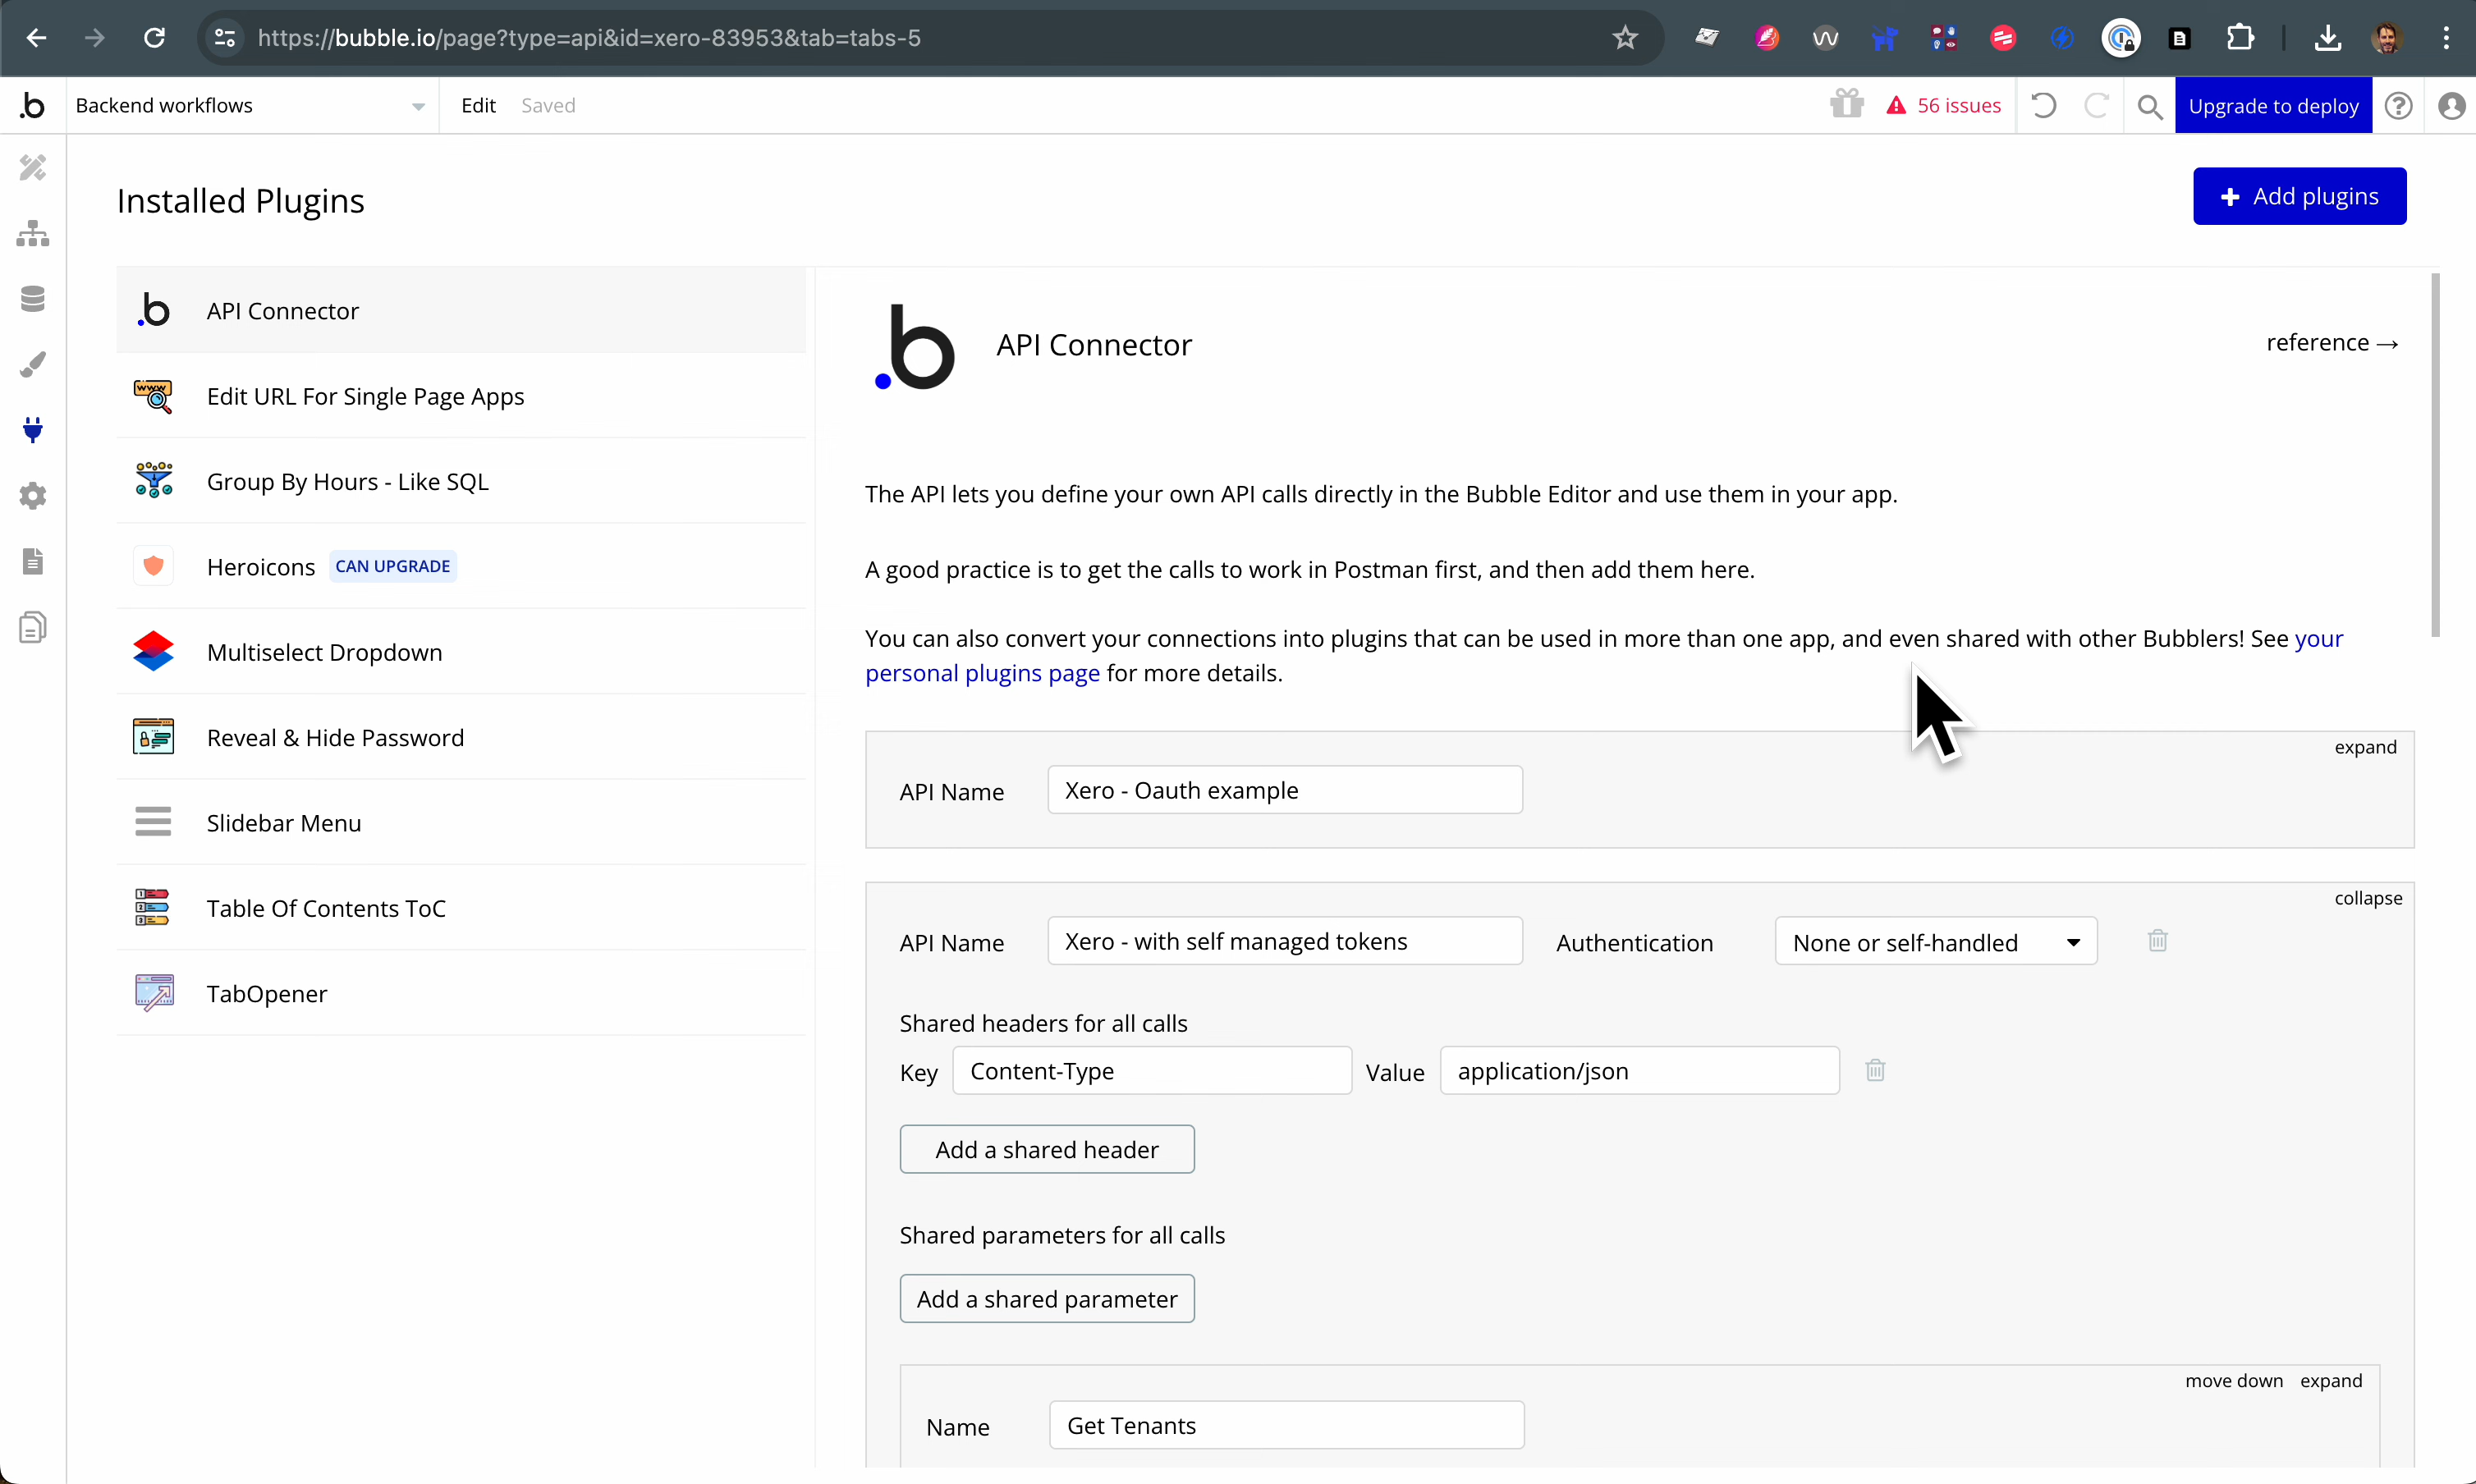 https://bubble.io/page?type=api&id=xero-83953&tab=tabs-5
Backend workflows
Edit
Saved
56 issues
Upgrade to deploy
Installed Plugins
Add plugins
API Connector
Edit URL For Single Page Apps
Group By Hours - Like SQL
Heroicons
CAN UPGRADE
Multiselect Dropdown
Reveal & Hide Password
Slidebar Menu
Table Of Contents ToC
TabOpener
API Connector
reference →
The API lets you define your own API calls directly in the Bubble Editor and use them in your app.
A good practice is to get the calls to work in Postman first, and then add them here.
You can also convert your connections into plugins that can be used in more than one app, and even shared with other Bubblers! See your
personal plugins page for more details.
expand
API Name
Xero - Oauth example
collapse
API Name
Xero - with self managed tokens
Authentication
None or self-handled
Shared headers for all calls
Key
Content-Type
Value
application/json
Add a shared header
Shared parameters for all calls
Add a shared parameter
move down
expand
Name
Get Tenants